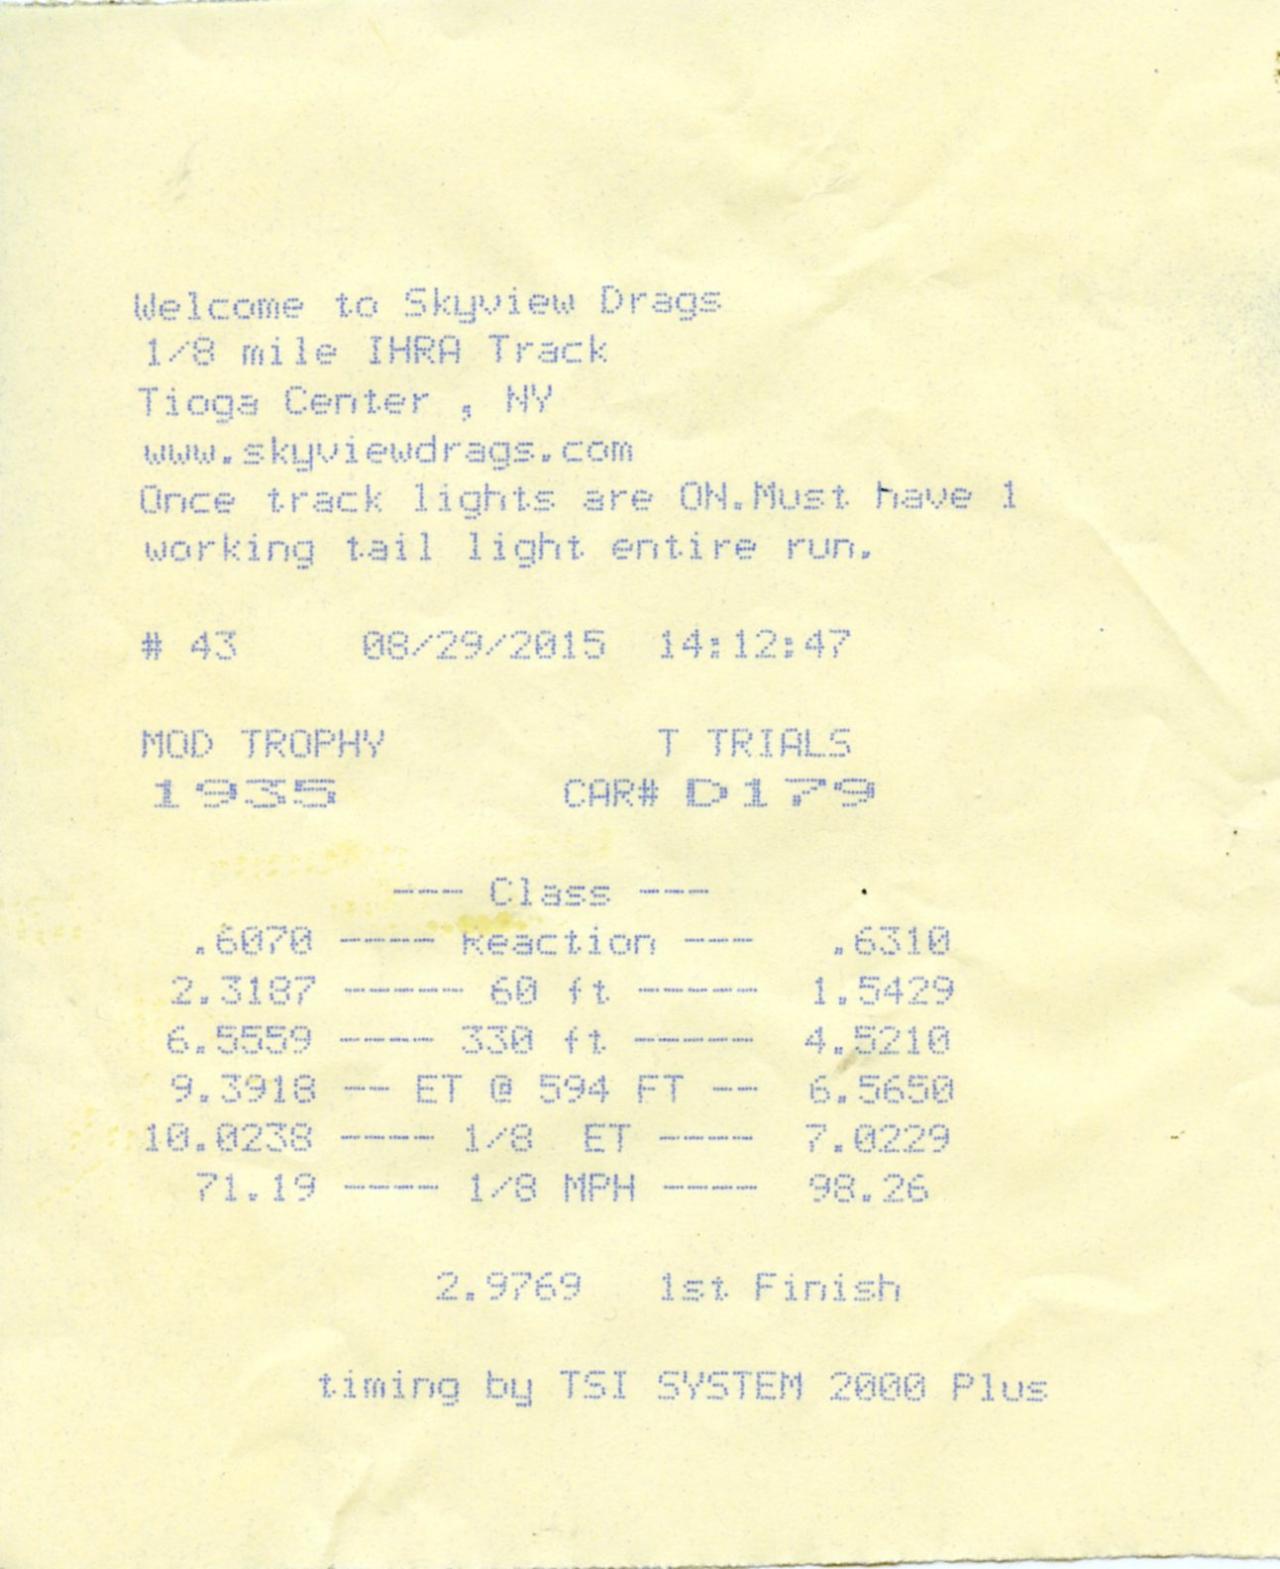 Welcome to Skyview Drags
1/8 mile IHRA Track
Tioga Center , NY
www.skyviewdrags.com
Once track lights are ON.Must have 1
working tail light entire run.
# 43 08/29/2015 14:12:47
MOD TROPHY T TRIALS
1935 CAR# D179
--- Class ---
.6070 ---- Reaction --- .6310
2.3187 ----- 60 ft ----- 1.5429
6.5559 ---- 330 ft ----- 4.5210
9.3918 -- ET @ 594 FT -- 6.5650
10.0238 ---- 1/8 ET ---- 7.0229
71.19 ---- 1/8 MPH ---- 98.26
2.9769 1st Finish
timing by TSI SYSTEM 2000 Plus